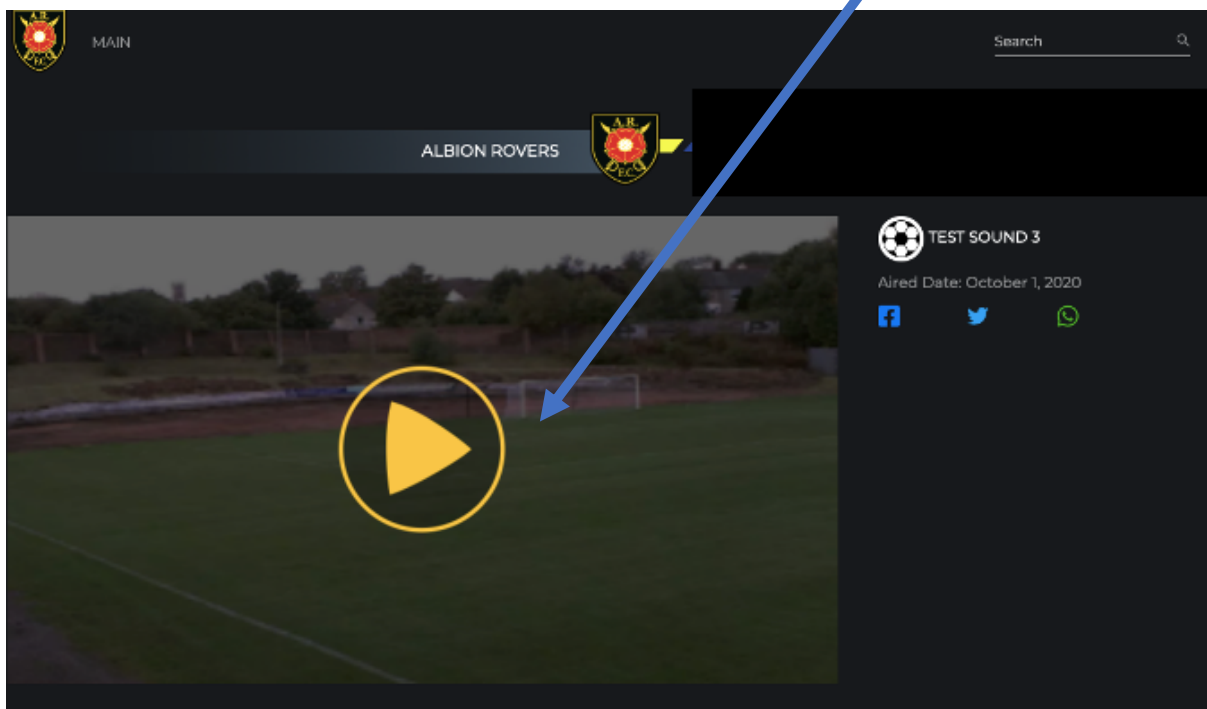 A.R.
F.C.
MAIN
Search
ALBION ROVERS
A.R.
F.C.
TEST SOUND 3
Aired Date: October 1, 2020